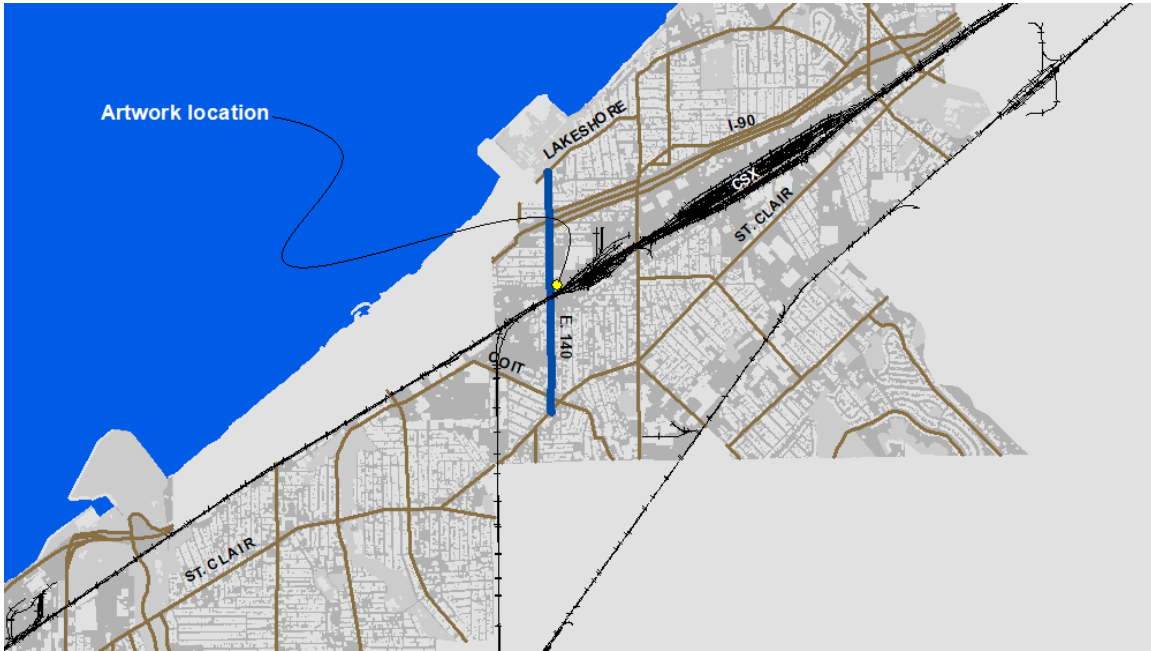 Artwork location
LAKESHORE
I-90
CSX
ST. CLAIR
E. 140
COIT
ST. CLAIR